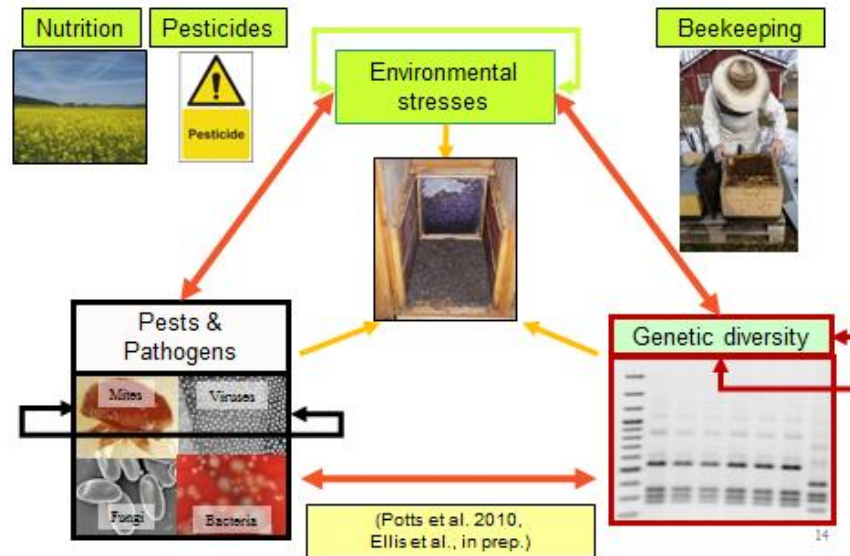 Nutrition
Pesticides
Beekeeping
Environmental
stresses
Pesticide
Pests &
Pathogens
Genetic diversity
Mites
Viruses
Fungi
Bacteria
(Potts et al. 2010,
Ellis et al., in prep.)
14